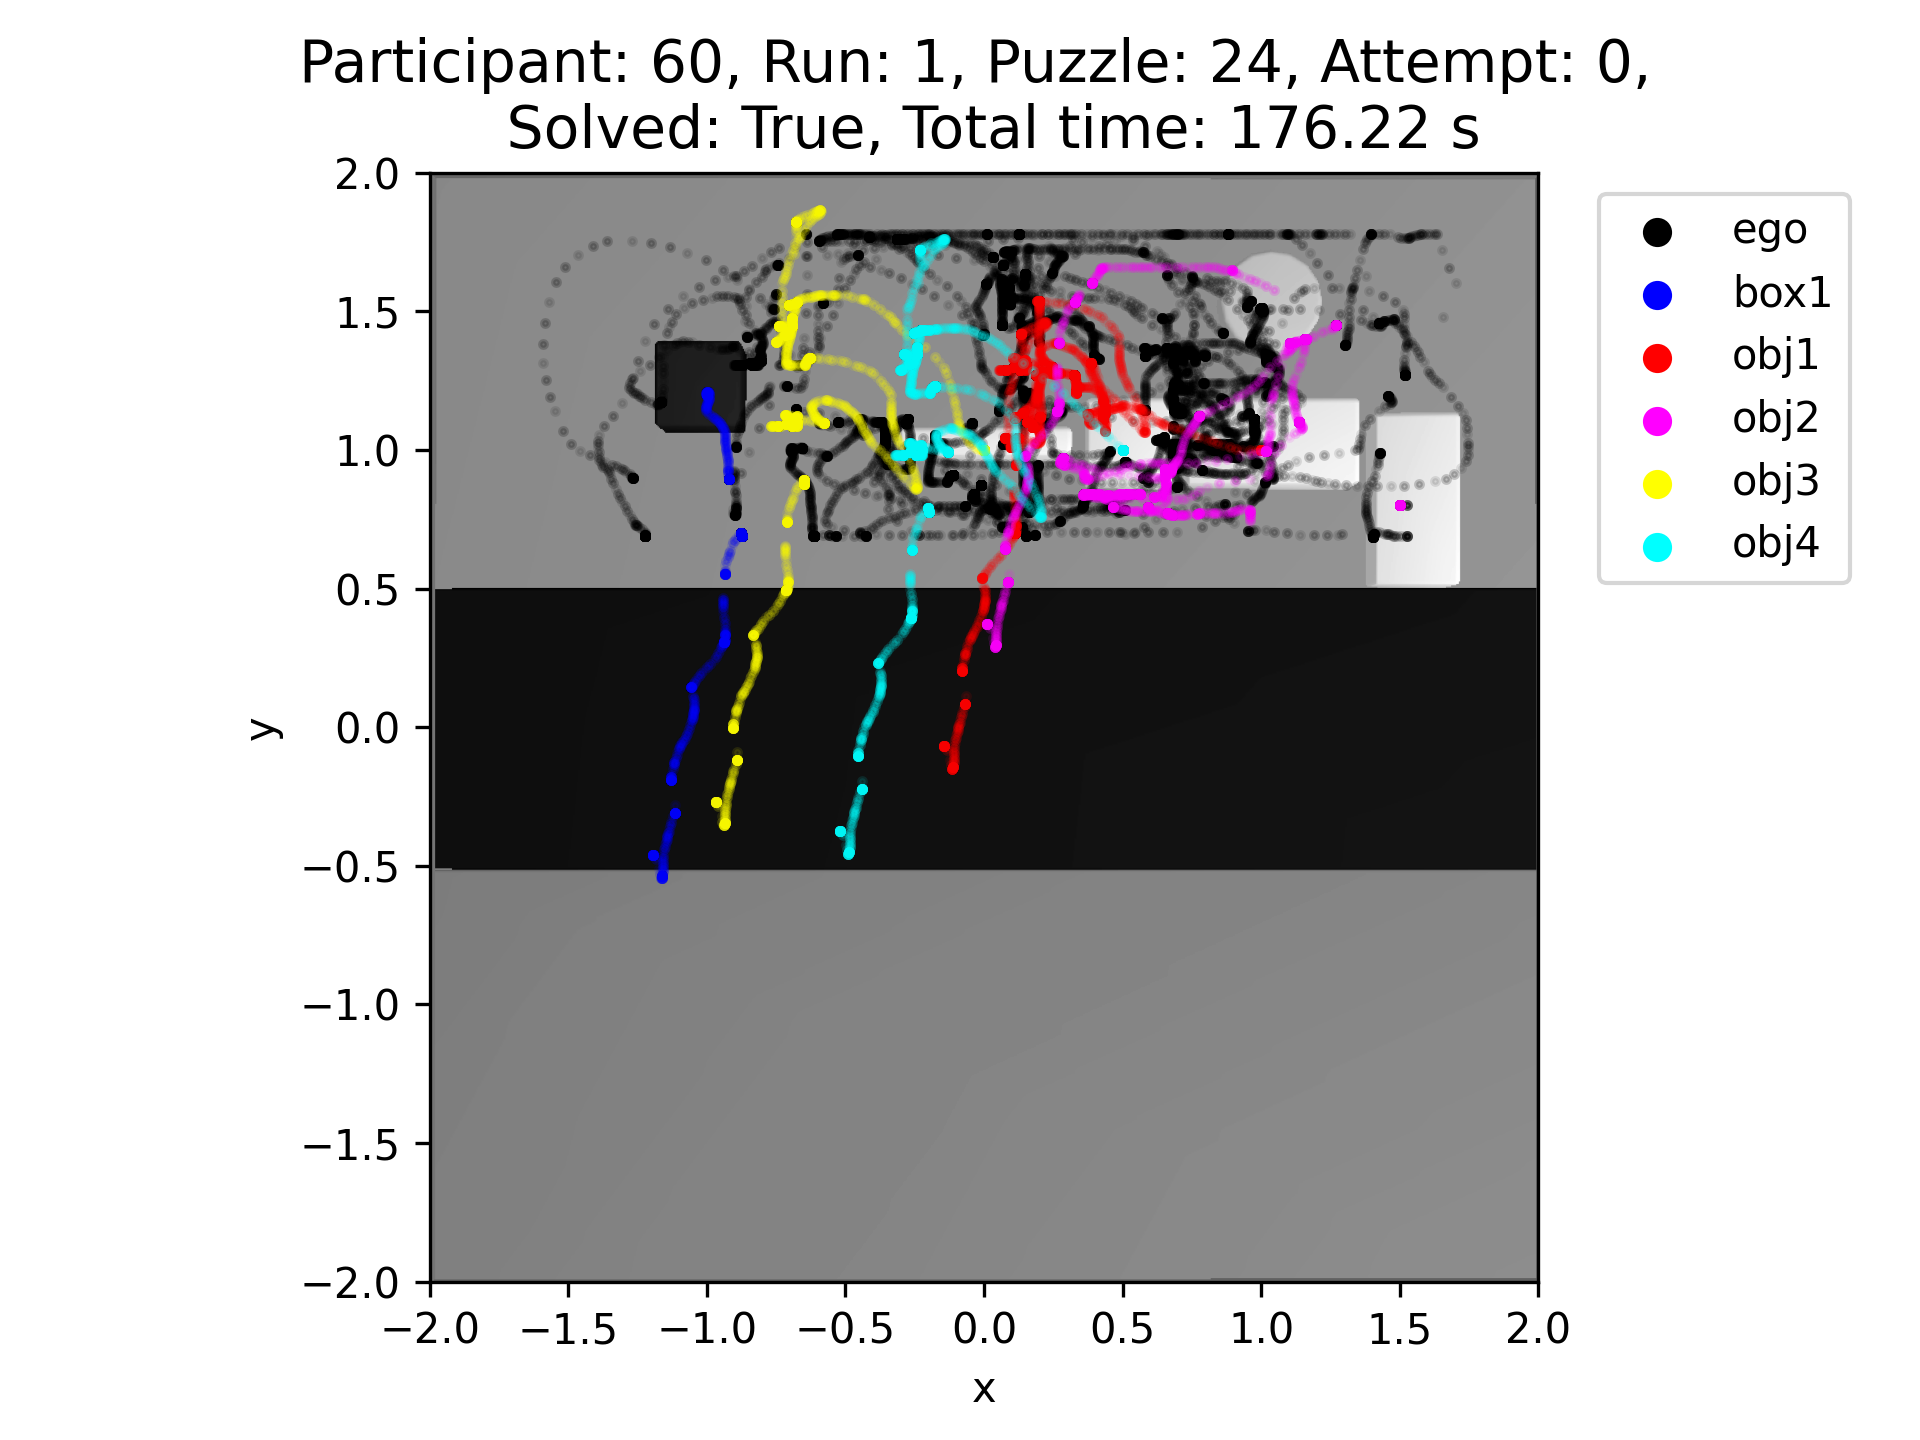 Participant: 60, Run: 1, Puzzle: 24, Attempt: 0,
Solved: True, Total time: 176.22 s
2.0
1.5
1.0
0.5
0.0
−0.5
−1.0
−1.5
−2.0
y
−2.0 −1.5 −1.0 −0.5 0.0 0.5 1.0 1.5 2.0
x
ego
box1
obj1
obj2
obj3
obj4